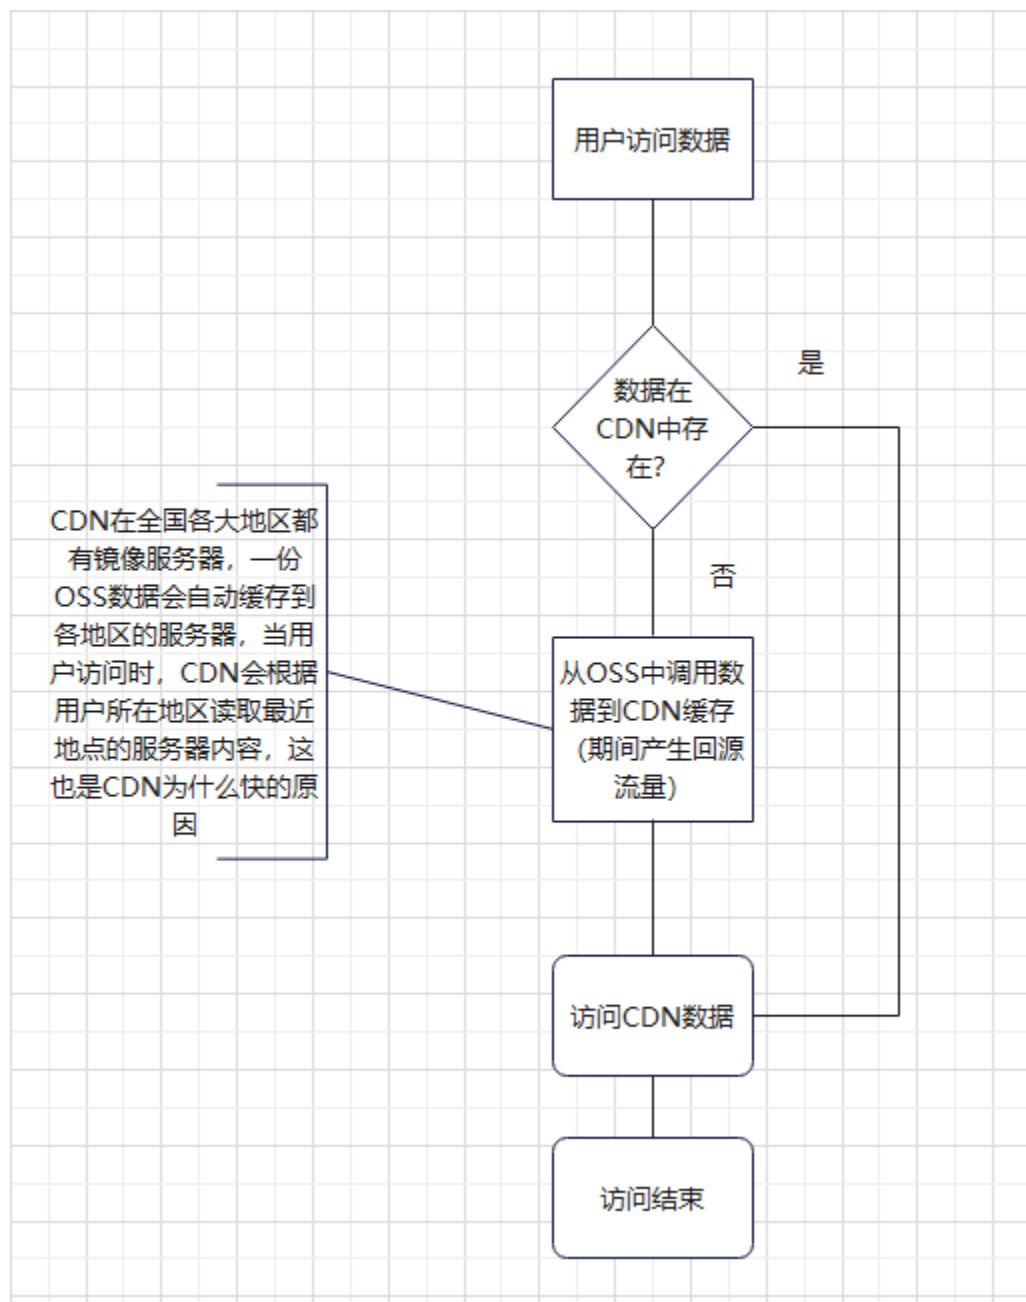 用户访问数据
是
数据在
CDN中存
在?
CDN在全国各大地区都
有镜像服务器，一份
OSS数据会自动缓存到
各地区的服务器，当用
户访问时，CDN会根据
用户所在地区读取最近
地点的服务器内容，这
也是CDN为什么快的原
因
否
从OSS中调用数
据到CDN缓存
（期间产生回源
流量）
访问CDN数据
访问结束